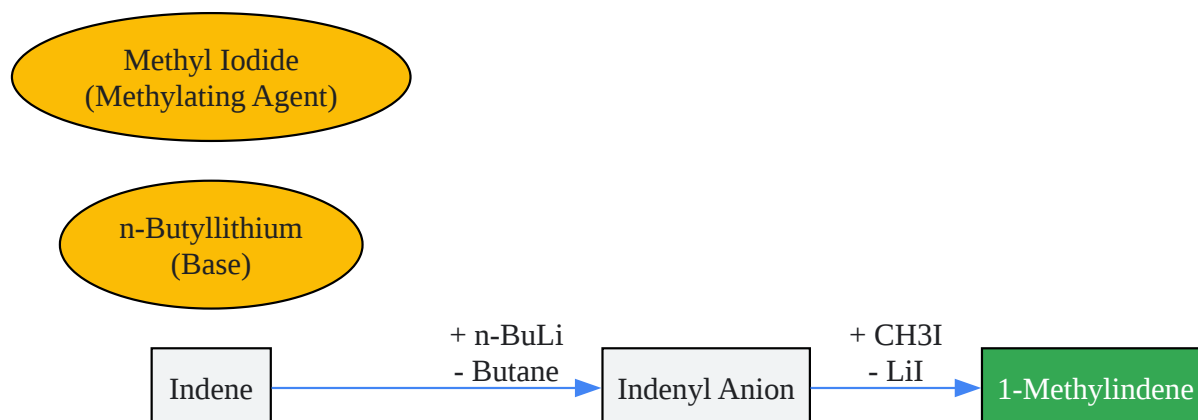 Methyl Iodide
(Methylating Agent)
n-Butyllithium
(Base)
+ n-BuLi
- Butane
+ CH3I
- LiI
Indene
Indenyl Anion
1-Methylindene